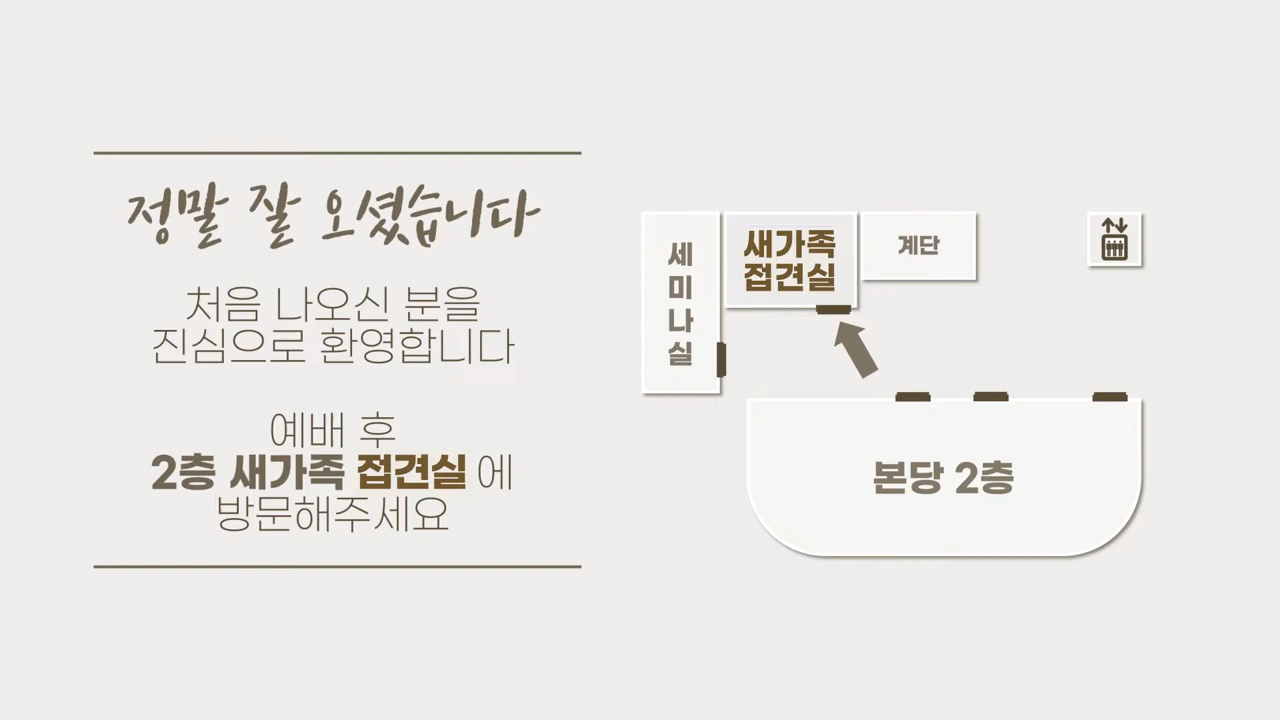 정말 잘 오셨습니다
처음 나오신 분을
진심으로 환영합니다
예배 후
2층 새가족 접견실에
방문해주세요
세미나실
새가족
접견실
계단
본당 2층